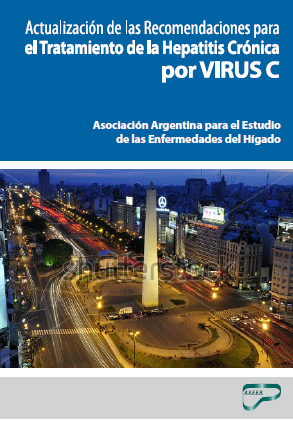 Actualización de las Recomendaciones para
el Tratamiento de la Hepatitis Crónica
por VIRUS C
Asociación Argentina para el Estudio
de las Enfermedades del Hígado
shutterstock
A.A.E.E.H.